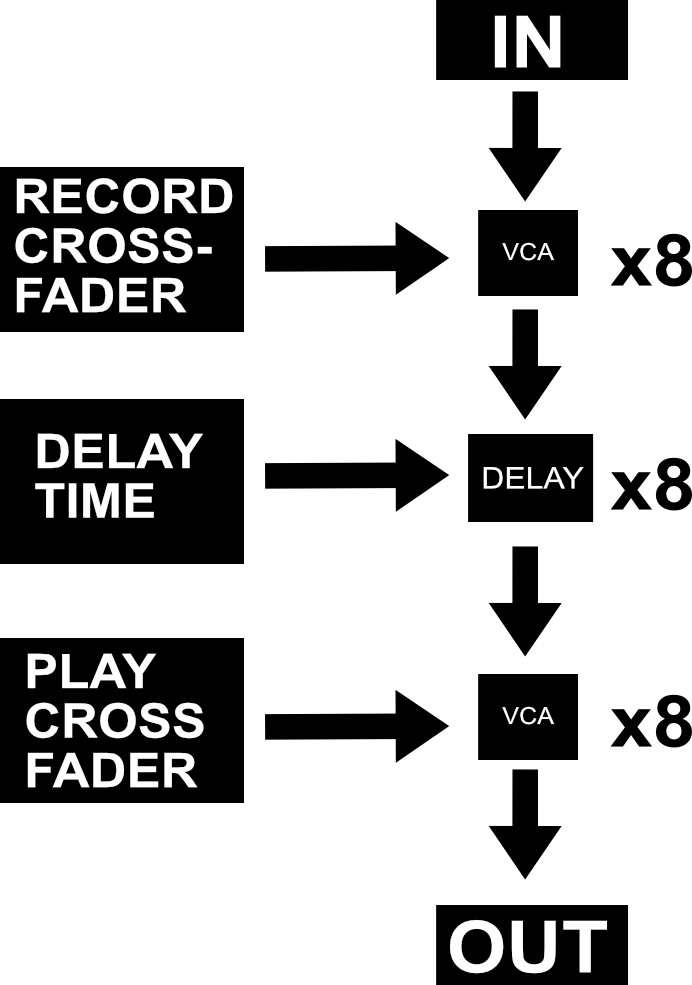 IN
RECORD
CROSS-
FADER
VCA
x8
DELAY
TIME
DELAY
x8
PLAY
CROSS
FADER
VCA
x8
OUT